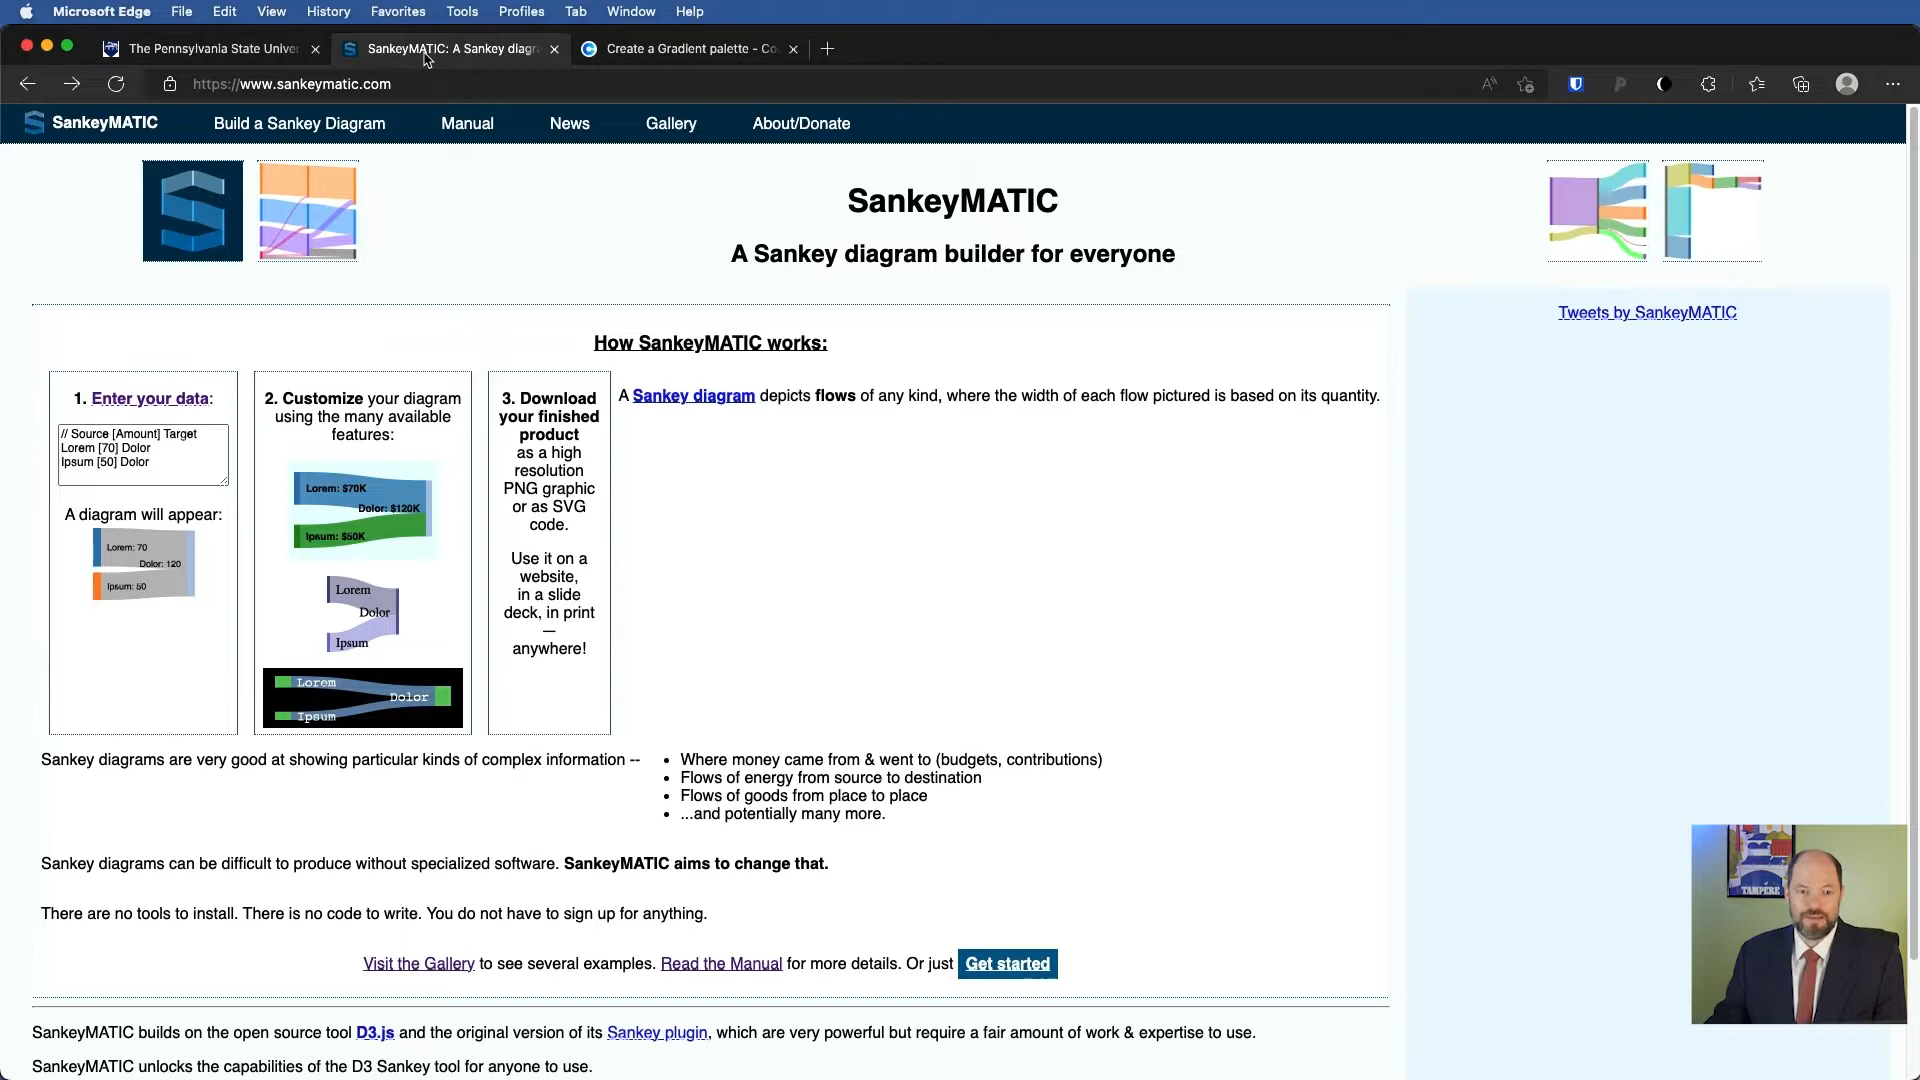 Microsoft Edge File Edit View History Favorites Tools Profiles Tab Window Help
The Pennsylvania State Univer
SankeyMATIC: A Sankey diagra
Create a Gradient palette - Co
https://www.sankeymatic.com
SankeyMATIC
Build a Sankey Diagram
Manual
News
Gallery
About/Donate
SankeyMATIC
A Sankey diagram builder for everyone
Tweets by SankeyMATIC
How SankeyMATIC works:
1. Enter your data:
// Source [Amount] Target
Lorem [70] Dolor
Ipsum [50] Dolor
A diagram will appear:
Lorem: 70
Dolor: 120
Ipsum: 50
2. Customize your diagram
using the many available
features:
Lorem: $70K
Dolor: $120K
Ipsum: $50K
Lorem
Dolor
Ipsum
Lorem
Dolor
Ipsum
3. Download
your finished
product
as a high
resolution
PNG graphic
or as SVG
code.
Use it on a
website,
in a slide
deck, in print
—
anywhere!
A Sankey diagram depicts flows of any kind, where the width of each flow pictured is based on its quantity.
Sankey diagrams are very good at showing particular kinds of complex information --
• Where money came from & went to (budgets, contributions)
• Flows of energy from source to destination
• Flows of goods from place to place
• ...and potentially many more.
Sankey diagrams can be difficult to produce without specialized software. SankeyMATIC aims to change that.
There are no tools to install. There is no code to write. You do not have to sign up for anything.
Visit the Gallery to see several examples. Read the Manual for more details. Or just Get started
TAMPERE
SankeyMATIC builds on the open source tool D3.js and the original version of its Sankey plugin, which are very powerful but require a fair amount of work & expertise to use.
SankeyMATIC unlocks the capabilities of the D3 Sankey tool for anyone to use.